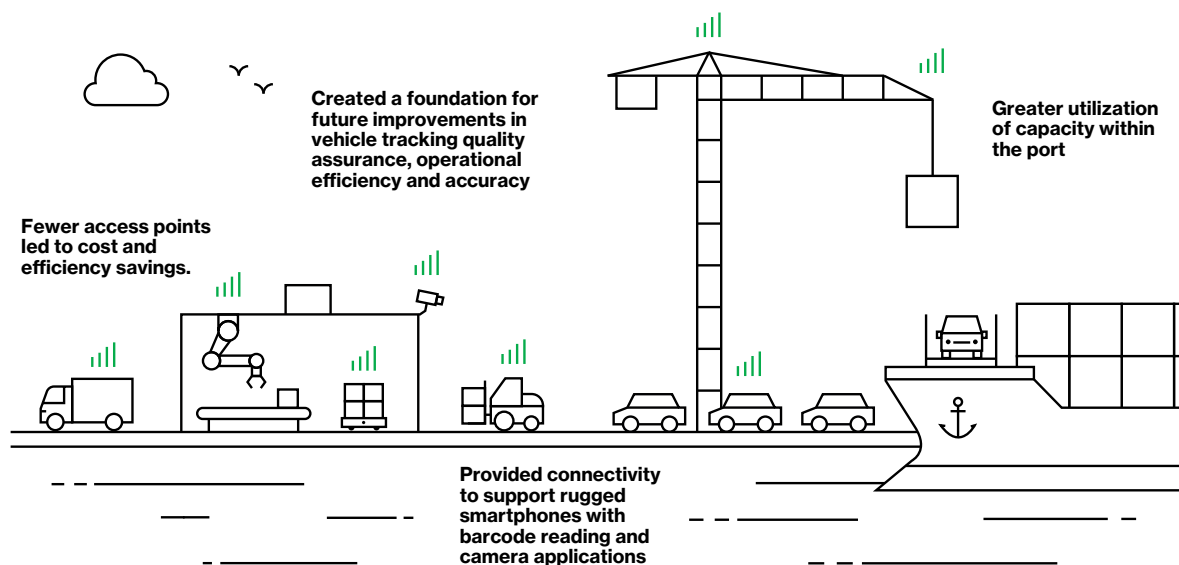 Created a foundation for
future improvements in
vehicle tracking quality
assurance, operational
efficiency and accuracy
Greater utilization
of capacity within
the port
Fewer access points
led to cost and
efficiency savings.
Provided connectivity
to support rugged
smartphones with
barcode reading and
camera applications